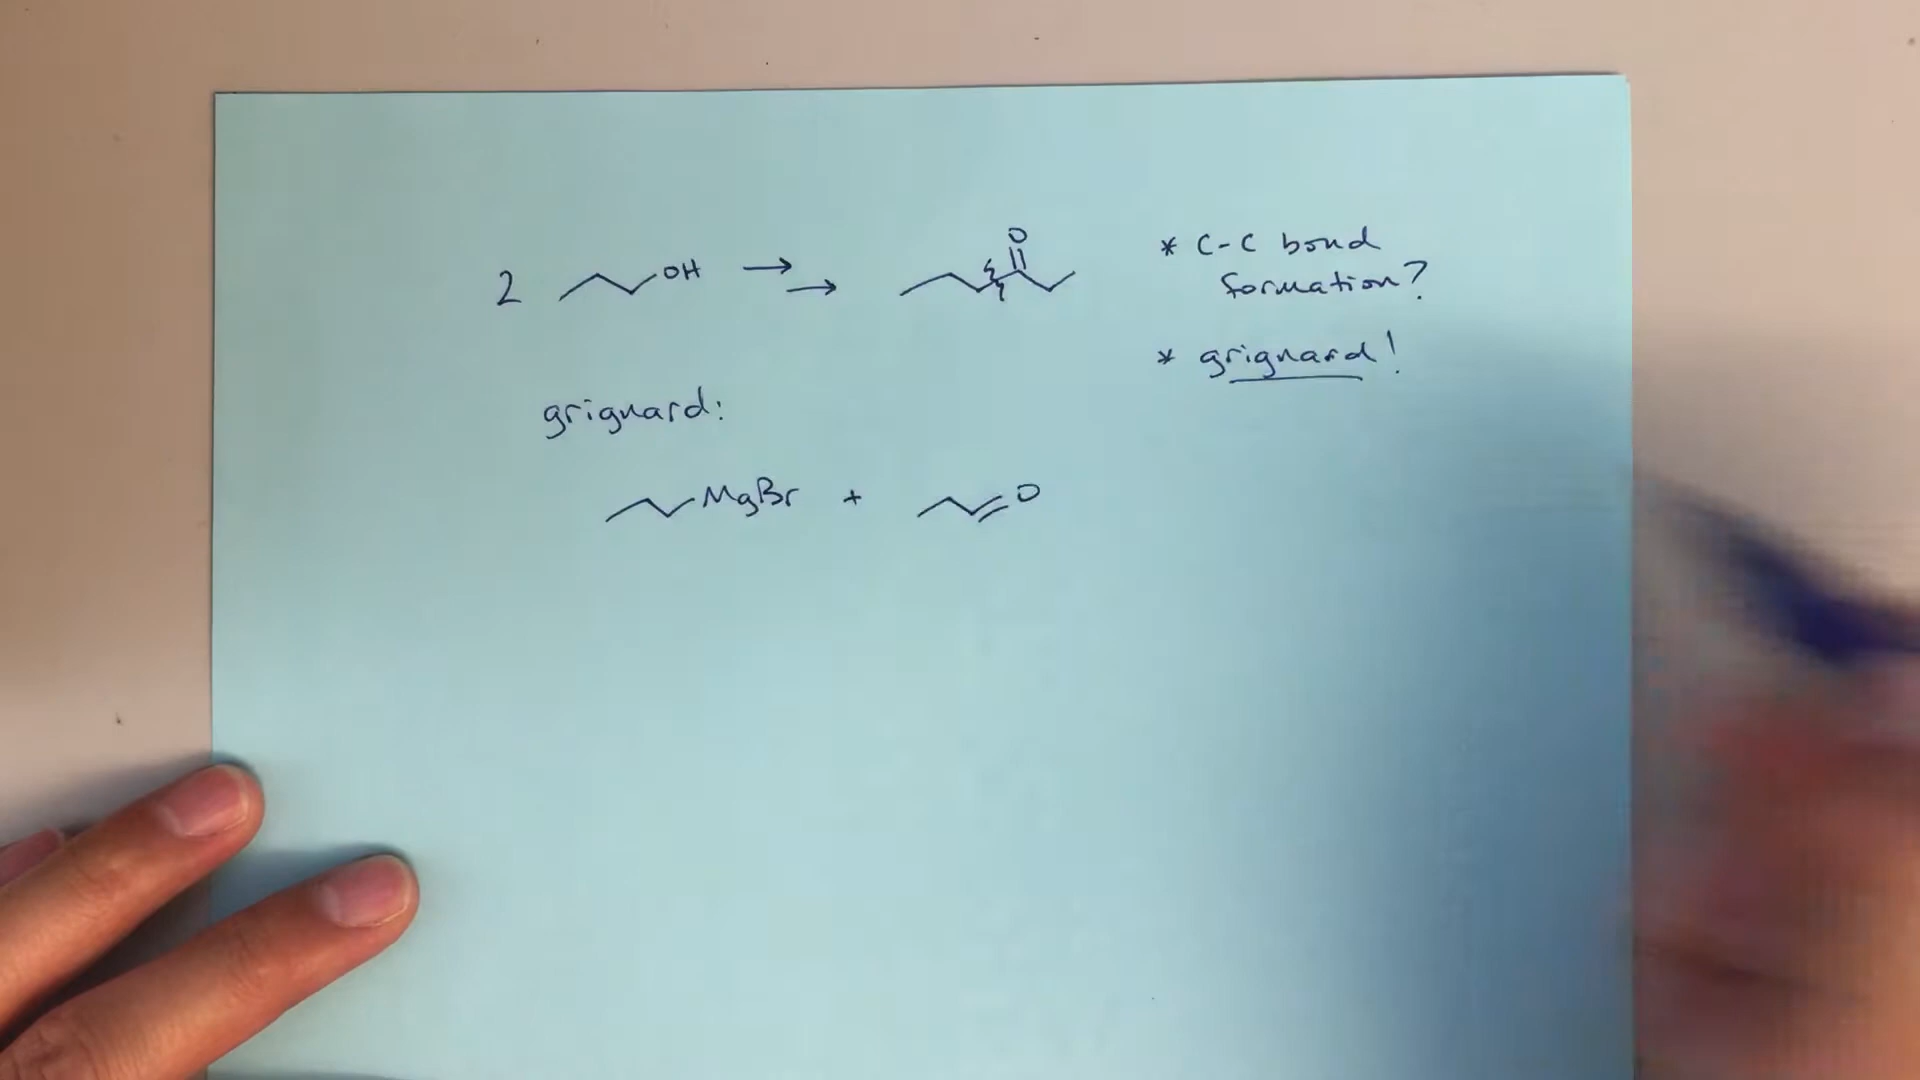 2 OH →→ O * C-C bond
formation?
* grignard!
grignard:
MgBr + O